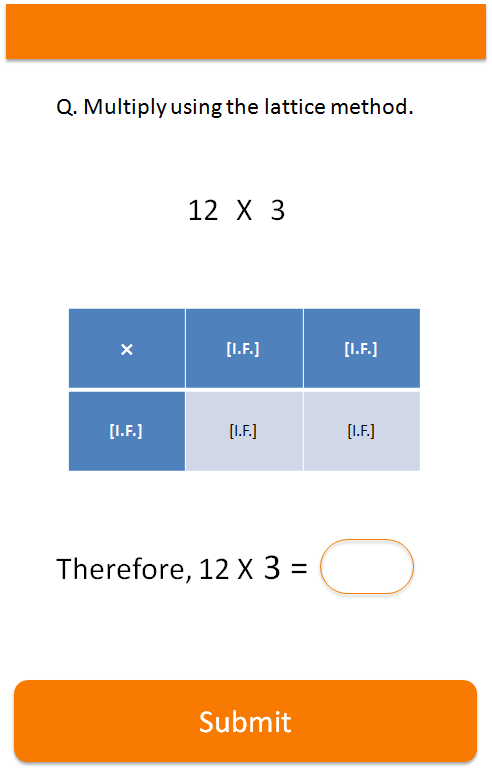 Q. Multiply using the lattice method.
12 X 3
× [I.F.] [I.F.]
[I.F.] [I.F.] [I.F.]
Therefore, 12 X 3 =
Submit